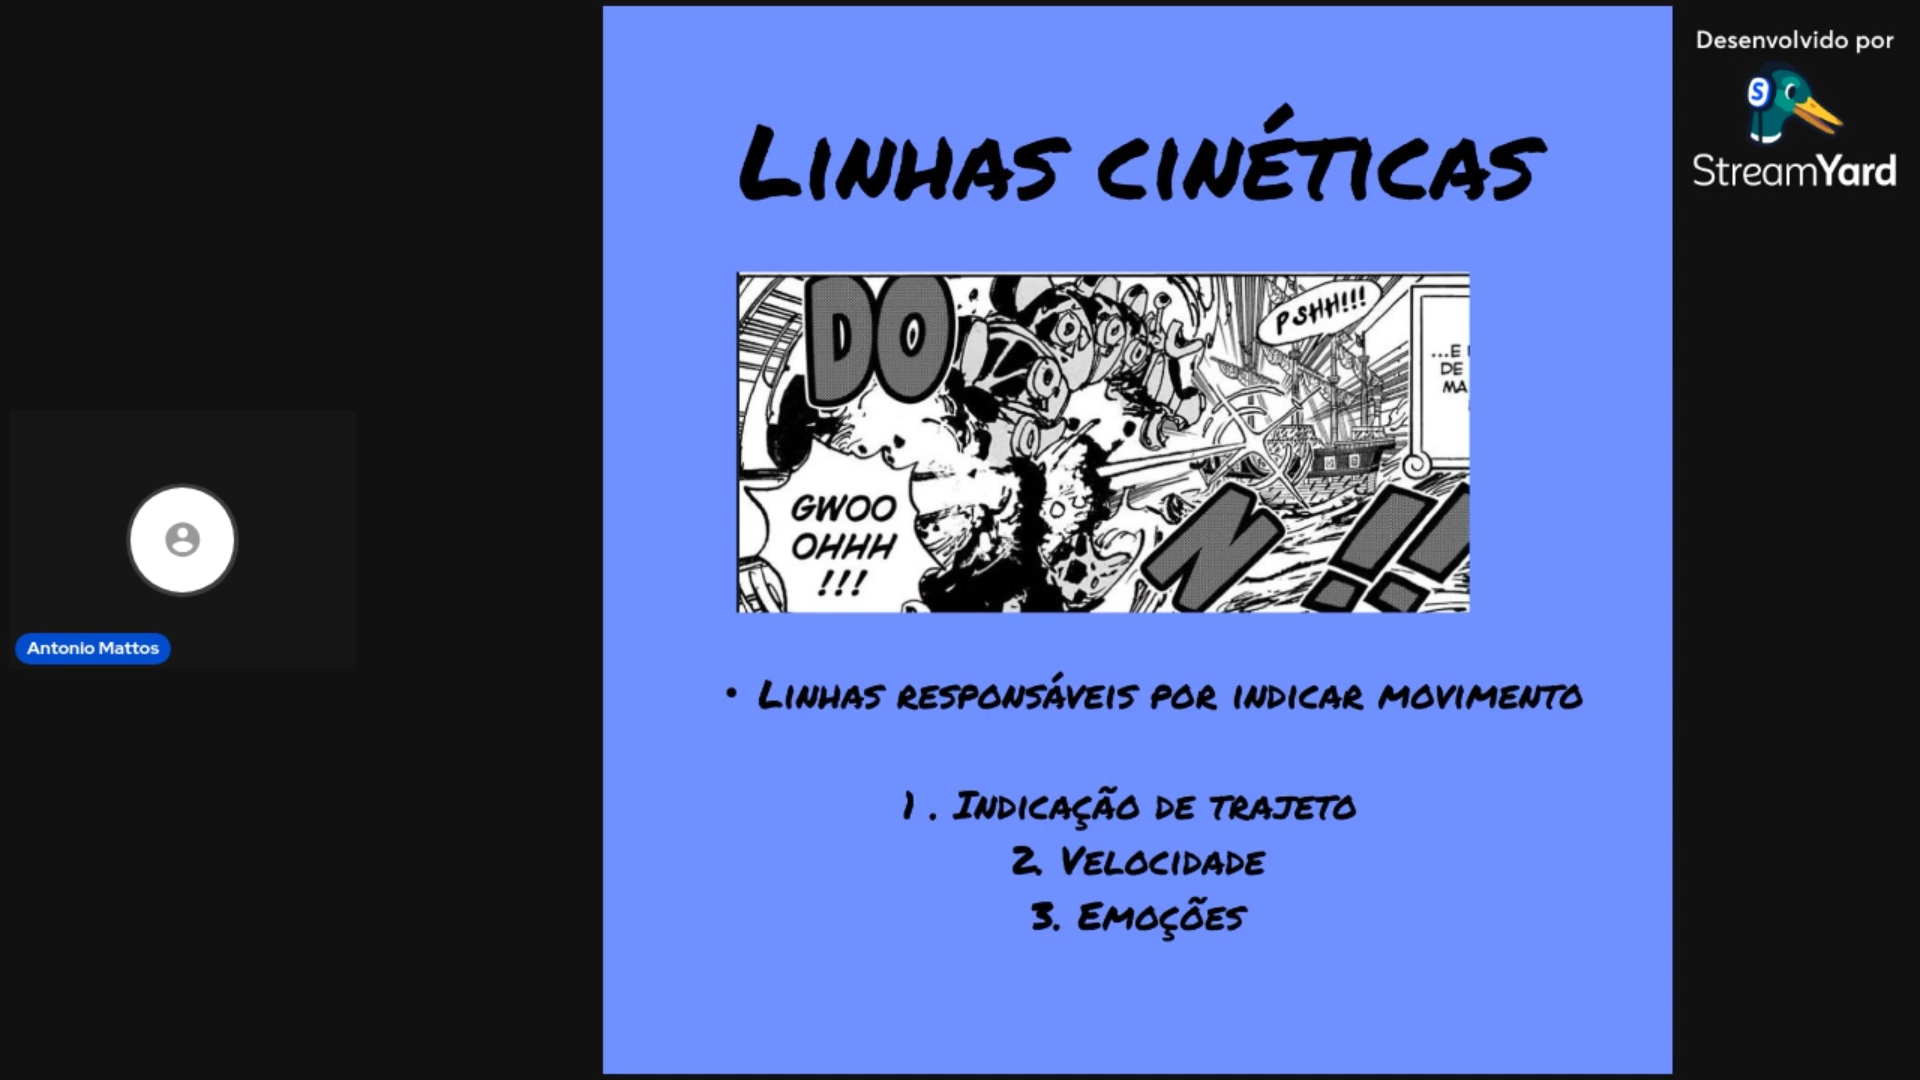 Desenvolvido por
StreamYard
LINHAS CINÉTICAS
DO
PSHH!!!
...E
DE
MA
GWOO
OHHH
!!!
N!!
Antonio Mattos
• LINHAS RESPONSÁVEIS POR INDICAR MOVIMENTO
1 . INDICAÇÃO DE TRAJETO
2. VELOCIDADE
3. EMOÇÕES